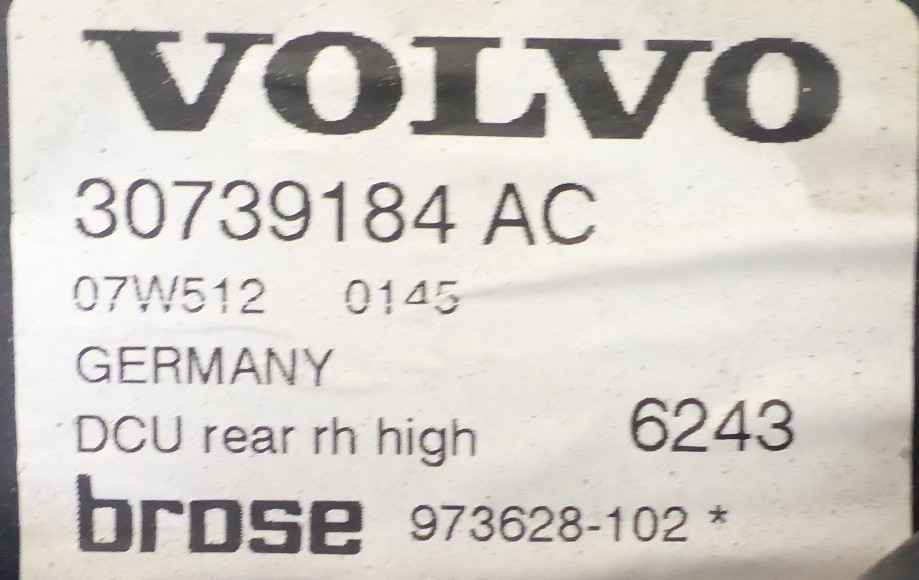 VOLVO
30739184 AC
07W512 0145
GERMANY
DCU rear rh high 6243
brose 973628-102 *